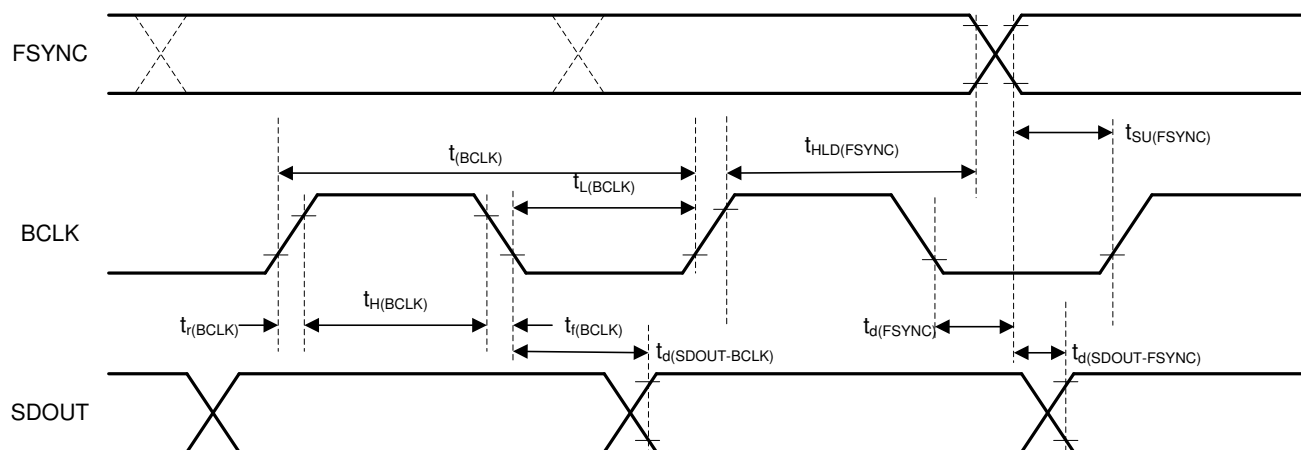 FSYNC
t(BCLK)
tHLD(FSYNC)
tSU(FSYNC)
tL(BCLK)
BCLK
tH(BCLK)
tr(BCLK)
tf(BCLK)
td(FSYNC)
td(SDOUT-BCLK)
td(SDOUT-FSYNC)
SDOUT